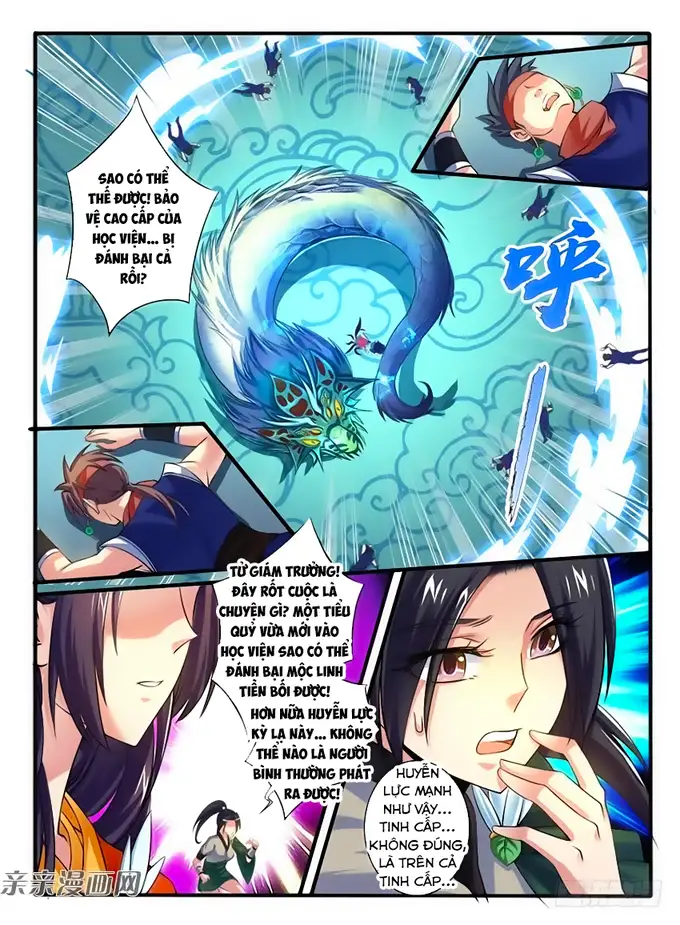 SAO CÓ THỂ
THẾ ĐƯỢC! BẢO
VỆ CAO CẤP CỦA
HỌC VIỆN... BỊ
ĐÁNH BẠI CẢ
RỒI?
呼
TỬ GIÁM TRƯỜNG!
ĐÂY RỐT CUỘC LÀ
CHUYỆN GÌ? MỘT TIỂU
QUỶ VỪA MỚI VÀO
HỌC VIỆN SAO CÓ THỂ
ĐÁNH BẠI MỘC LINH
TIỀN BỐI ĐƯỢC!
HƠN NỮA HUYỄN LỰC
KỲ LẠ NÀY... KHÔNG
THỂ NÀO LÀ NGƯỜI
BÌNH THƯỜNG PHÁT
RA ĐƯỢC!
HUYỄN
LỰC MẠNH
NHƯ VẬY...
TINH CẤP...
KHÔNG ĐÚNG,
LÀ TRÊN CẢ
TINH CẤP...
亲亲漫画网